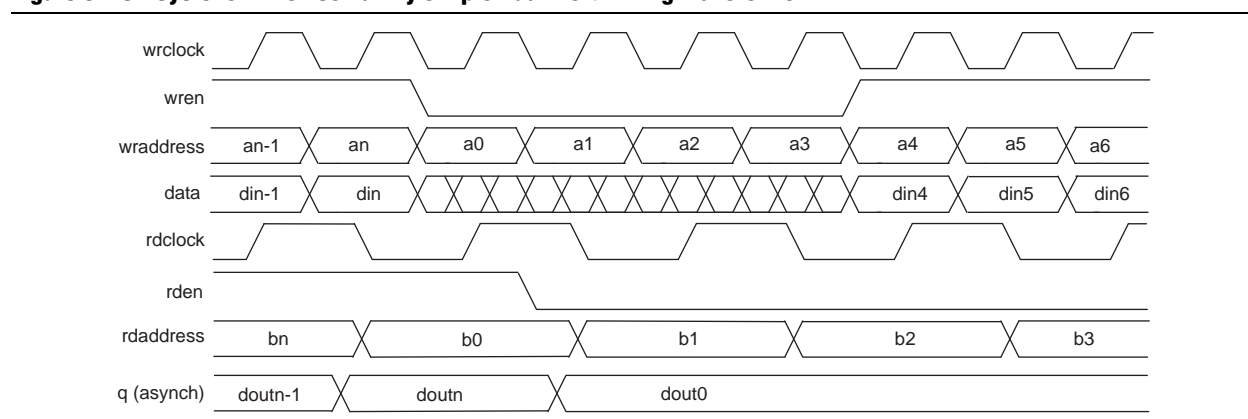 wrclock
wren
wraddress an-1 an a0 a1 a2 a3 a4 a5 a6
data din-1 din din4 din5 din6
rdclock
rden
rdaddress bn b0 b1 b2 b3
q (asynch) doutn-1 doutn dout0